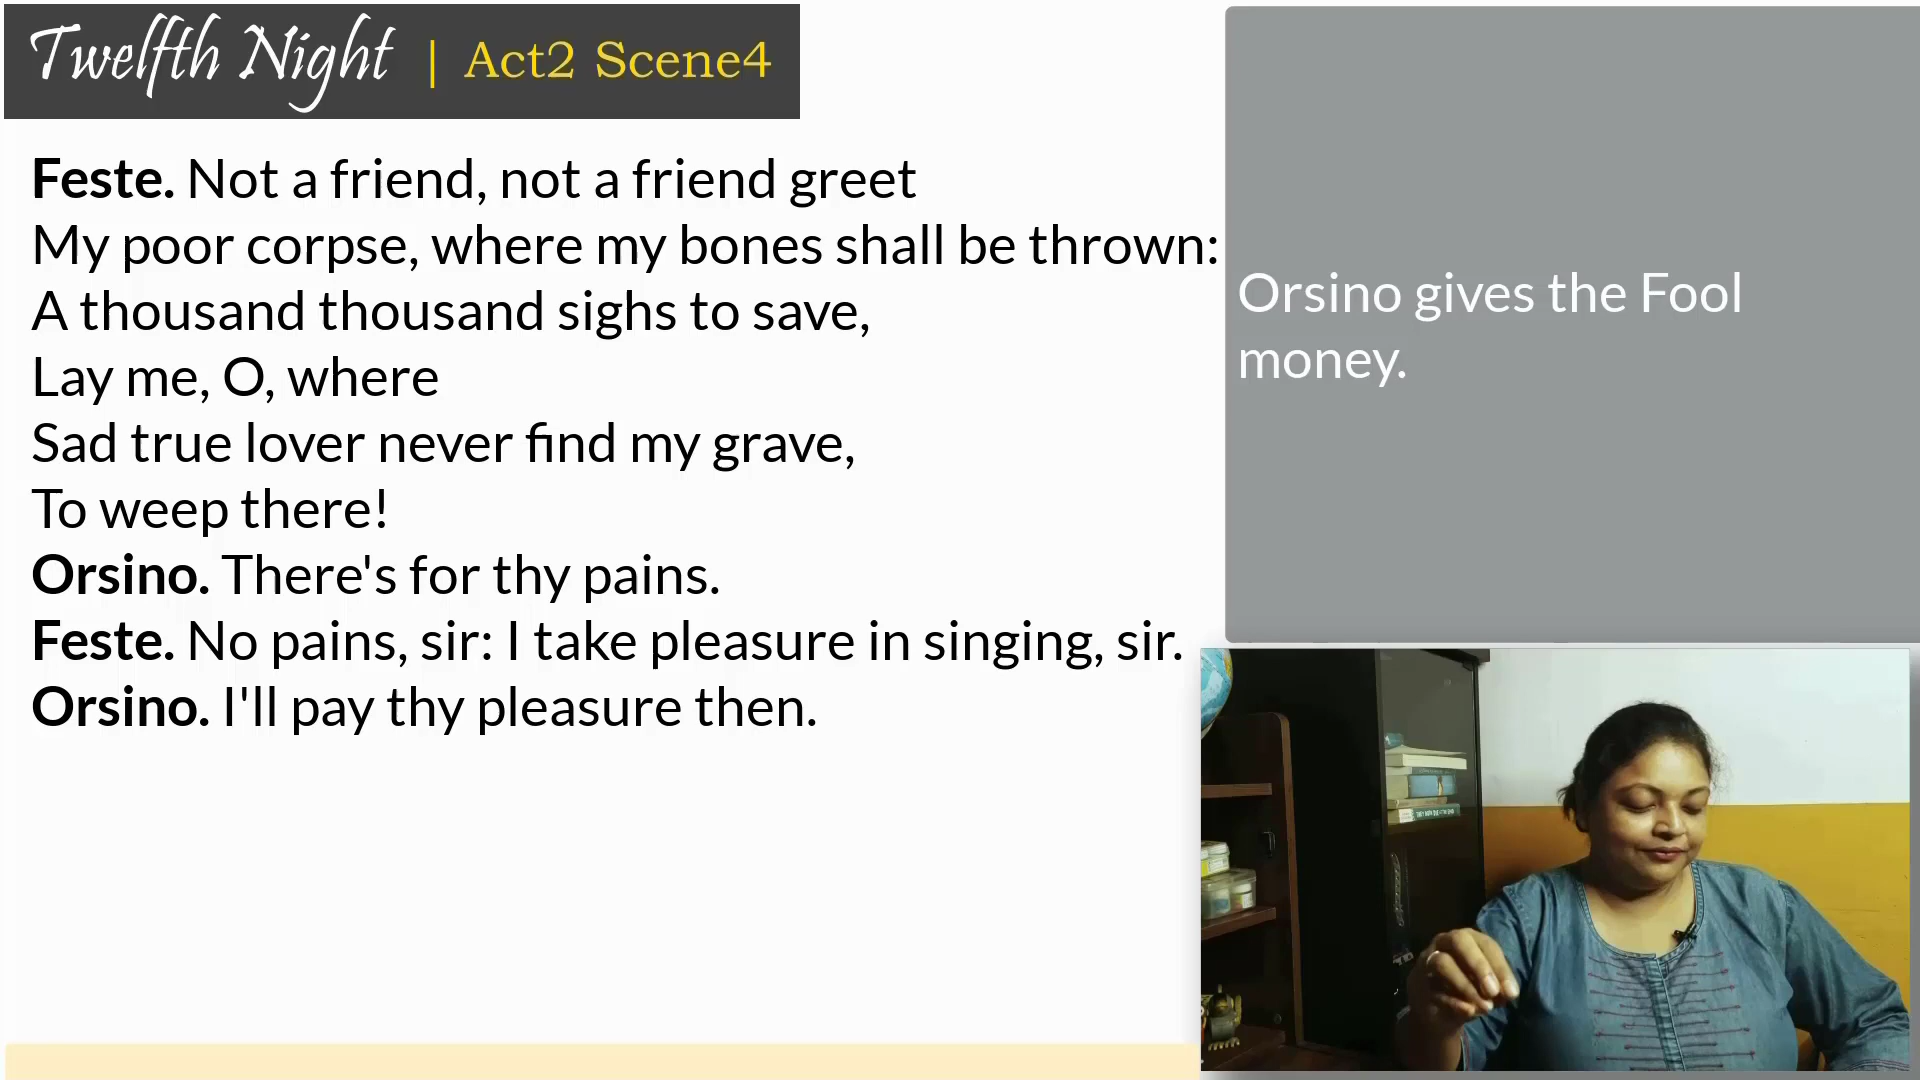 Twelfth Night | Act2 Scene4
Feste. Not a friend, not a friend greet
My poor corpse, where my bones shall be thrown:
A thousand thousand sighs to save,
Lay me, O, where
Sad true lover never find my grave,
To weep there!
Orsino. There's for thy pains.
Feste. No pains, sir: I take pleasure in singing, sir.
Orsino. I'll pay thy pleasure then.
Orsino gives the Fool
money.